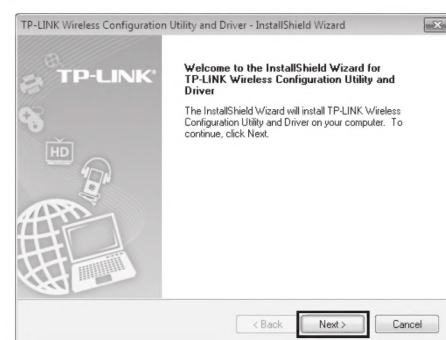 TP-LINK Wireless Configuration Utility and Driver - InstallShield Wizard
TP-LINK®
Welcome to the InstallShield Wizard for
TP-LINK Wireless Configuration Utility and
Driver
The InstallShield Wizard will install TP-LINK Wireless
Configuration Utility and Driver on your computer. To
continue, click Next.
HD
< Back
Next >
Cancel